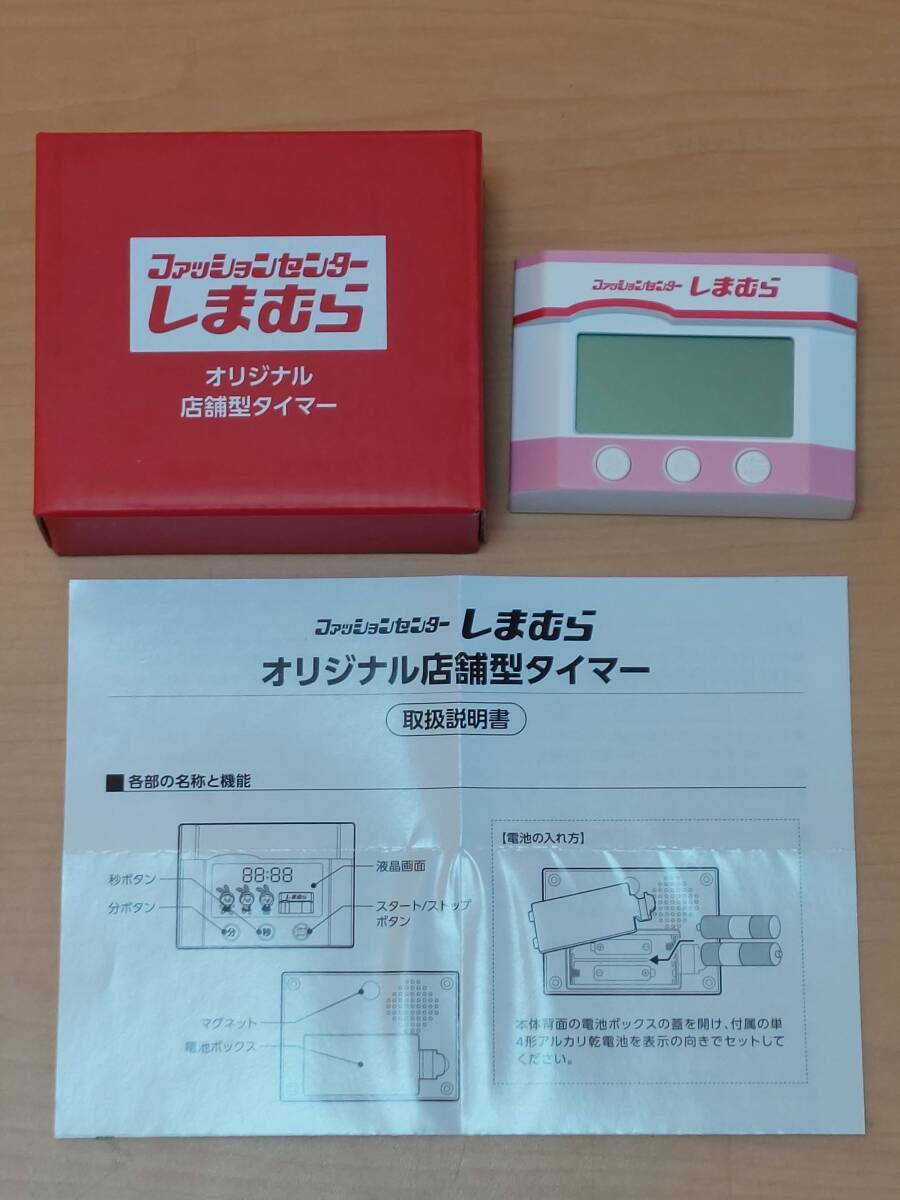 ファッションセンター
しまむら
オリジナル
店舗型タイマー
ファッションセンター しまむら
ファッションセンター しまむら
オリジナル店舗型タイマー
取扱説明書
■ 各部の名称と機能
秒ボタン
分ボタン
88:88
しまむら
分 秒
液晶画面
スタート/ストップ
ボタン
マグネット
電池ボックス
【電池の入れ方】
本体背面の電池ボックスの蓋を開け、付属の単
4形アルカリ乾電池を表示の向きでセットして
ください。